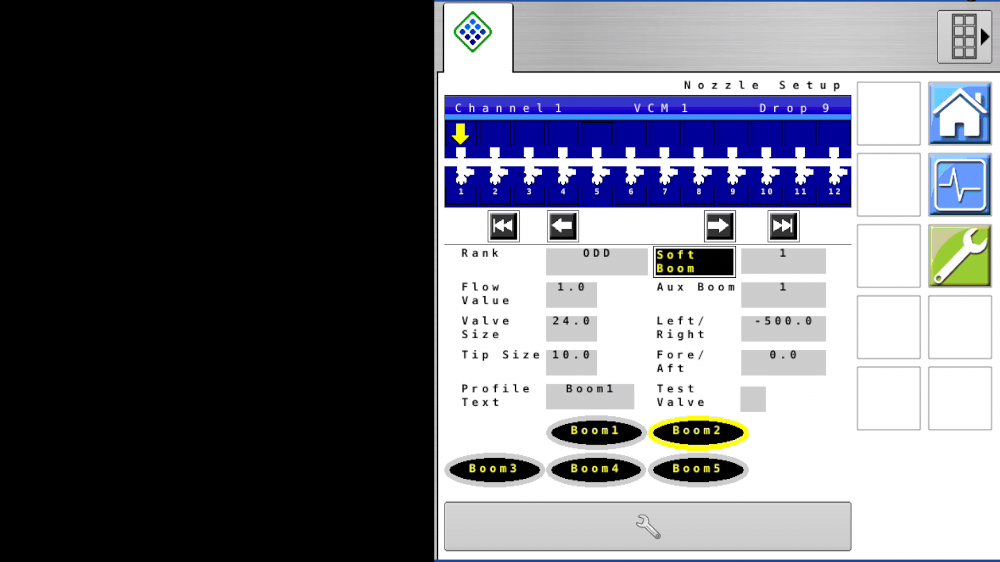 Nozzle Setup
Channel 1 VCM 1 Drop 9
1 2 3 4 5 6 7 8 9 10 11 12
Rank ODD Soft Boom 1
Flow Value 1.0 Aux Boom 1
Valve Size 24.0 Left/ Right -500.0
Tip Size 10.0 Fore/ Aft 0.0
Profile Text Boom1 Test Valve
Boom1 Boom2
Boom3 Boom4 Boom5